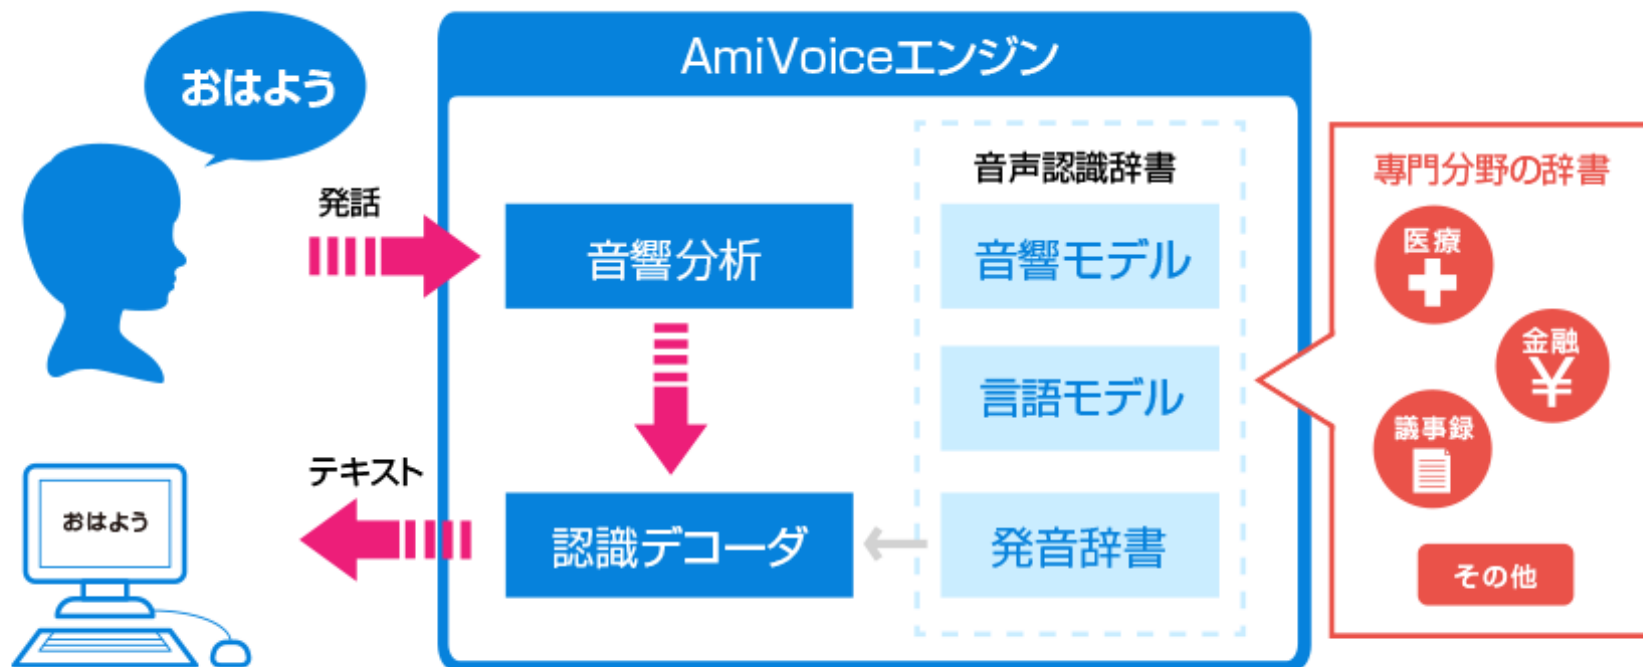 おはよう
AmiVoiceエンジン
発話
音響分析
音声認識辞書
音響モデル
言語モデル
発音辞書
認識デコーダ
テキスト
おはよう
専門分野の辞書
医療
金融
¥
議事録
その他